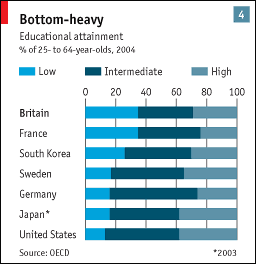 Bottom-heavy
4
Educational attainment
% of 25- to 64-year-olds, 2004
Low Intermediate High
0 20 40 60 80 100
Britain
France
South Korea
Sweden
Germany
Japan*
United States
Source: OECD *2003